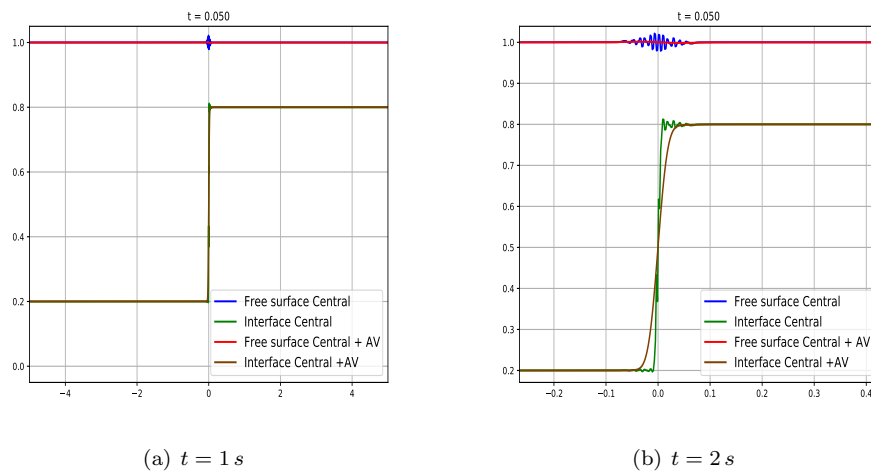 t = 0.050
1.0
0.8
0.6
0.4
0.2
0.0
−4
−2
0
2
4
Free surface Central
Interface Central
Free surface Central + AV
Interface Central +AV
(a) t = 1 s
t = 0.050
1.0
0.9
0.8
0.7
0.6
0.5
0.4
0.3
0.2
−0.2
−0.1
0.0
0.1
0.2
0.3
0.4
Free surface Central
Interface Central
Free surface Central + AV
Interface Central +AV
(b) t = 2 s